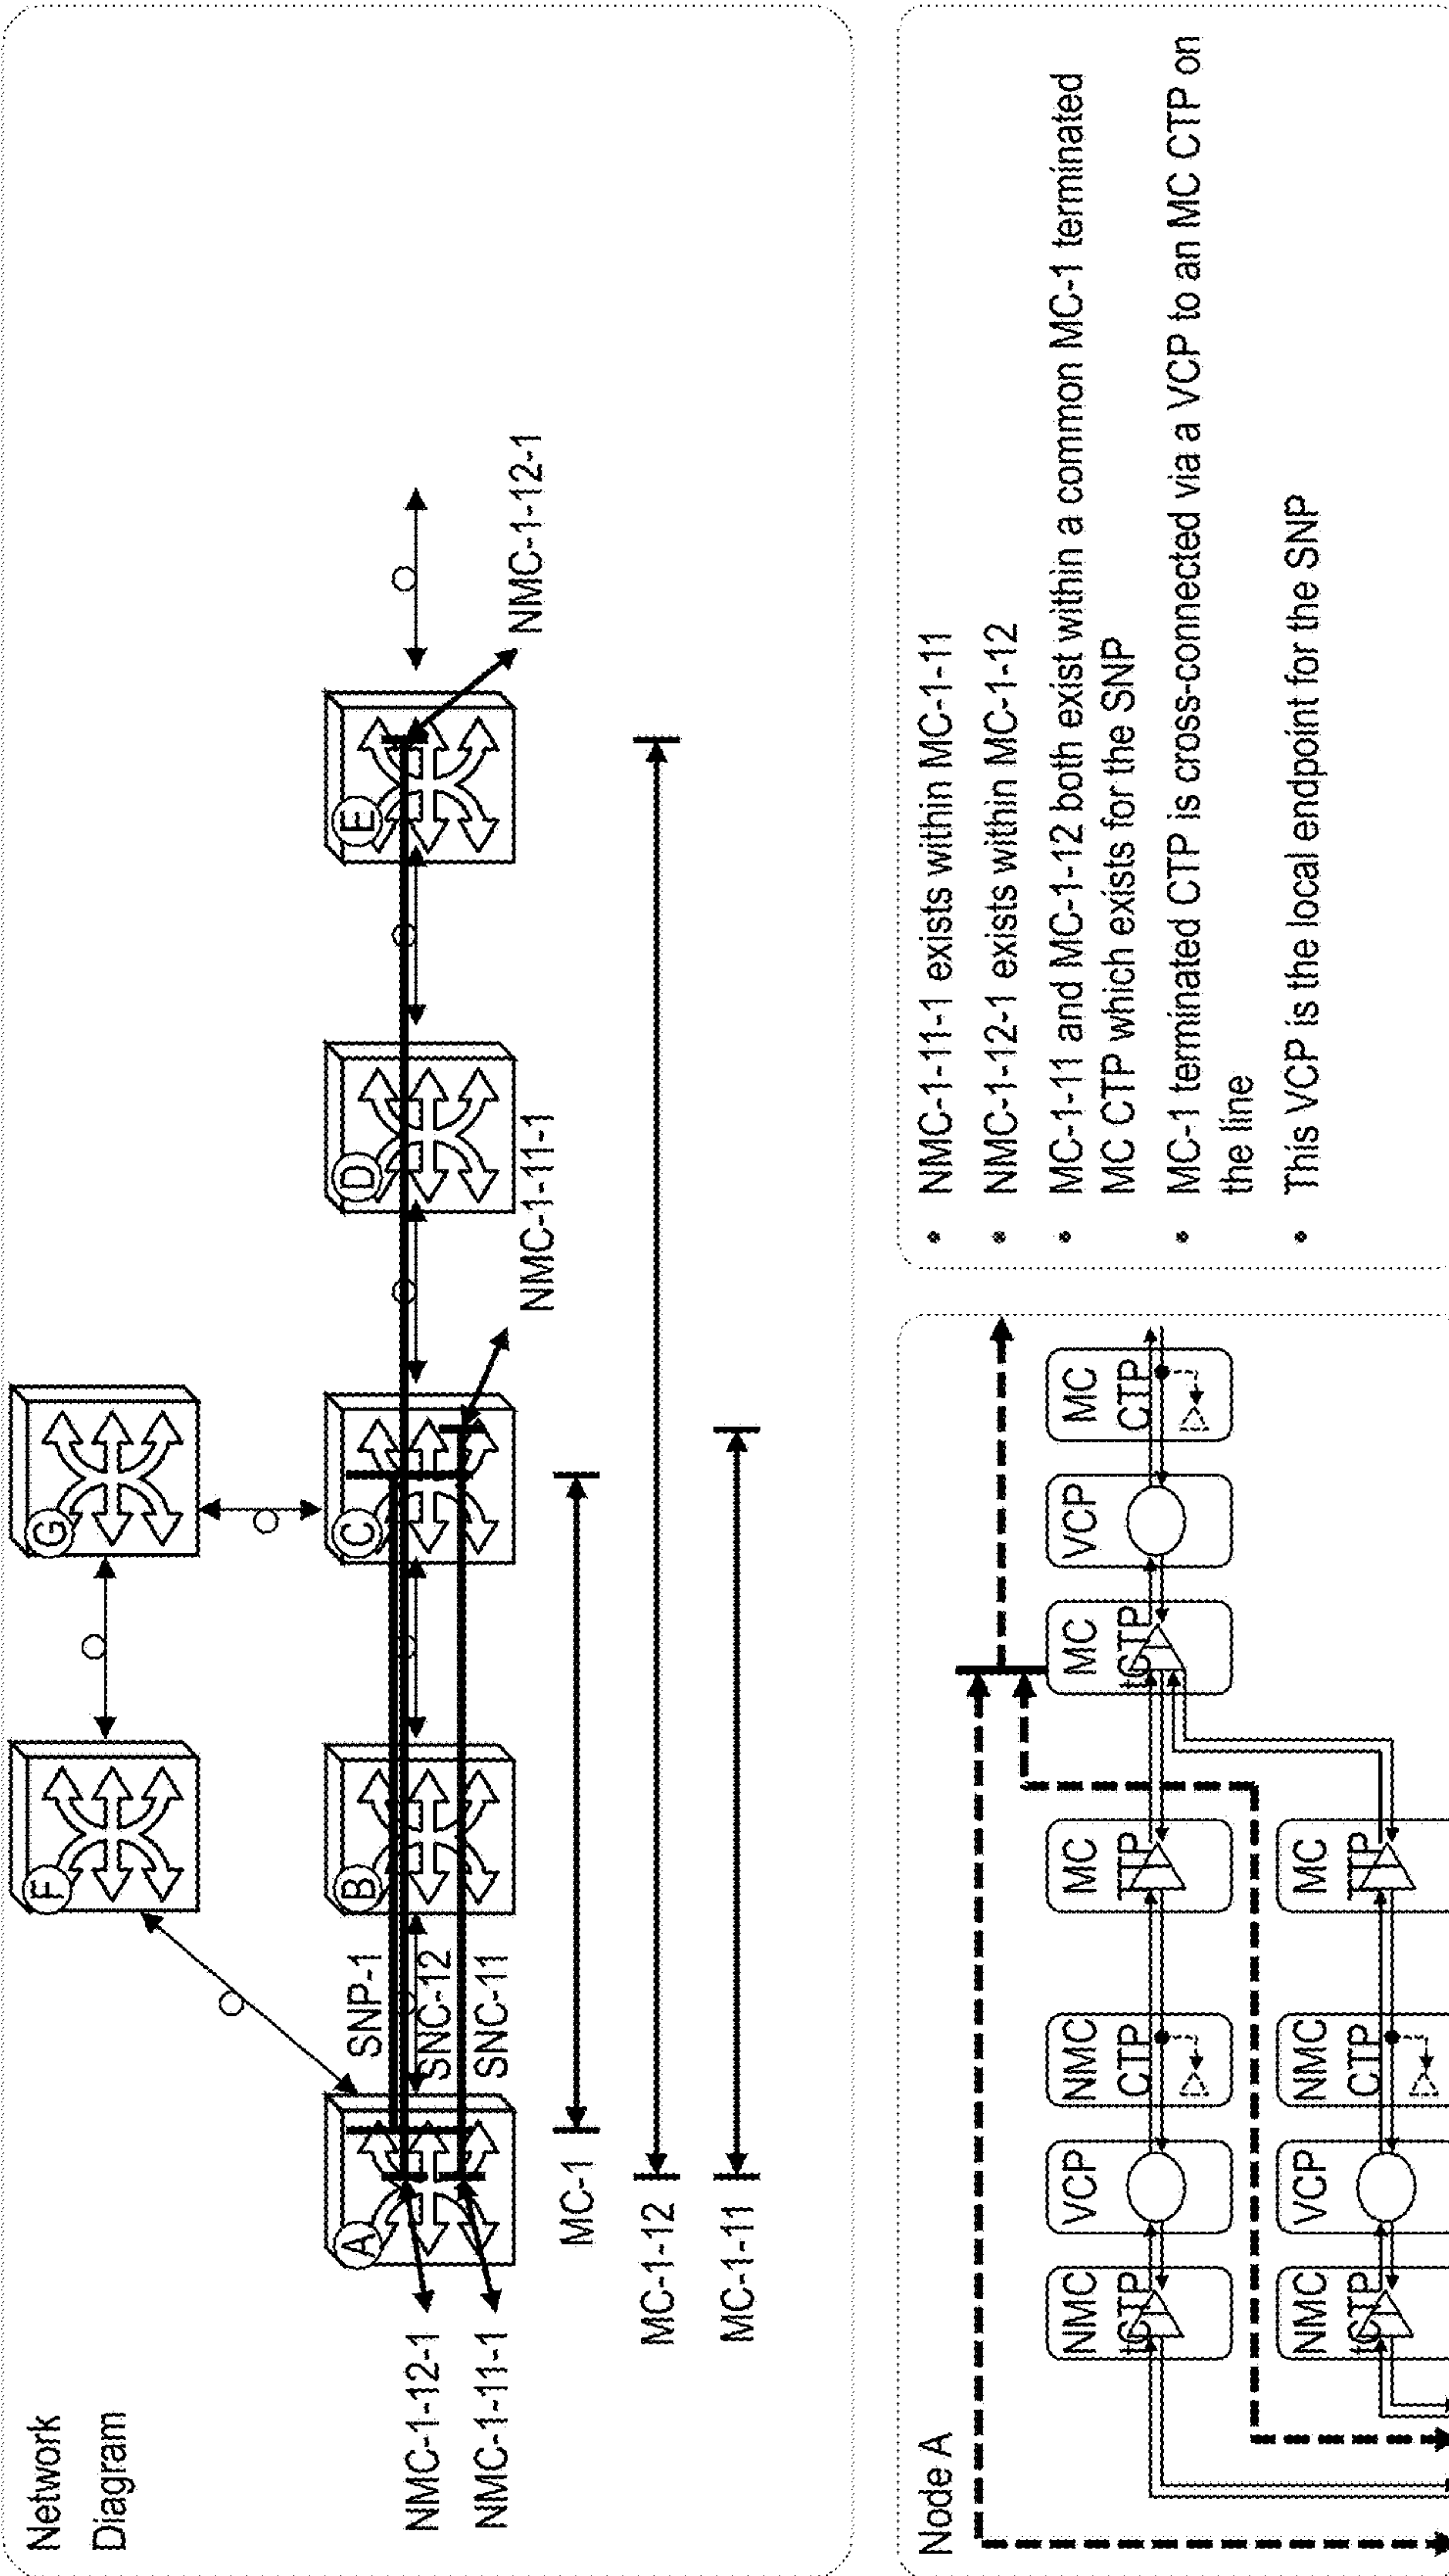 Network
Diagram
G
F
A
B
C
D
E
SNP-1
SNC-12
SNC-11
NMC-1-12-1
NMC-1-11-1
NMC-1-11-1
NMC-1-12-1
MC-1
MC-1-12
MC-1-11
Node A
NMC
tCTP
VCP
NMC
CTP
MC
TTP
MC
tCTP
VCP
MC
CTP
NMC
tCTP
VCP
NMC
CTP
MC
TTP
• NMC-1-11-1 exists within MC-1-11
• NMC-1-12-1 exists within MC-1-12
• MC-1-11 and MC-1-12 both exist within a common MC-1 terminated
MC CTP which exists for the SNP
• MC-1 terminated CTP is cross-connected via a VCP to an MC CTP on
the line
• This VCP is the local endpoint for the SNP